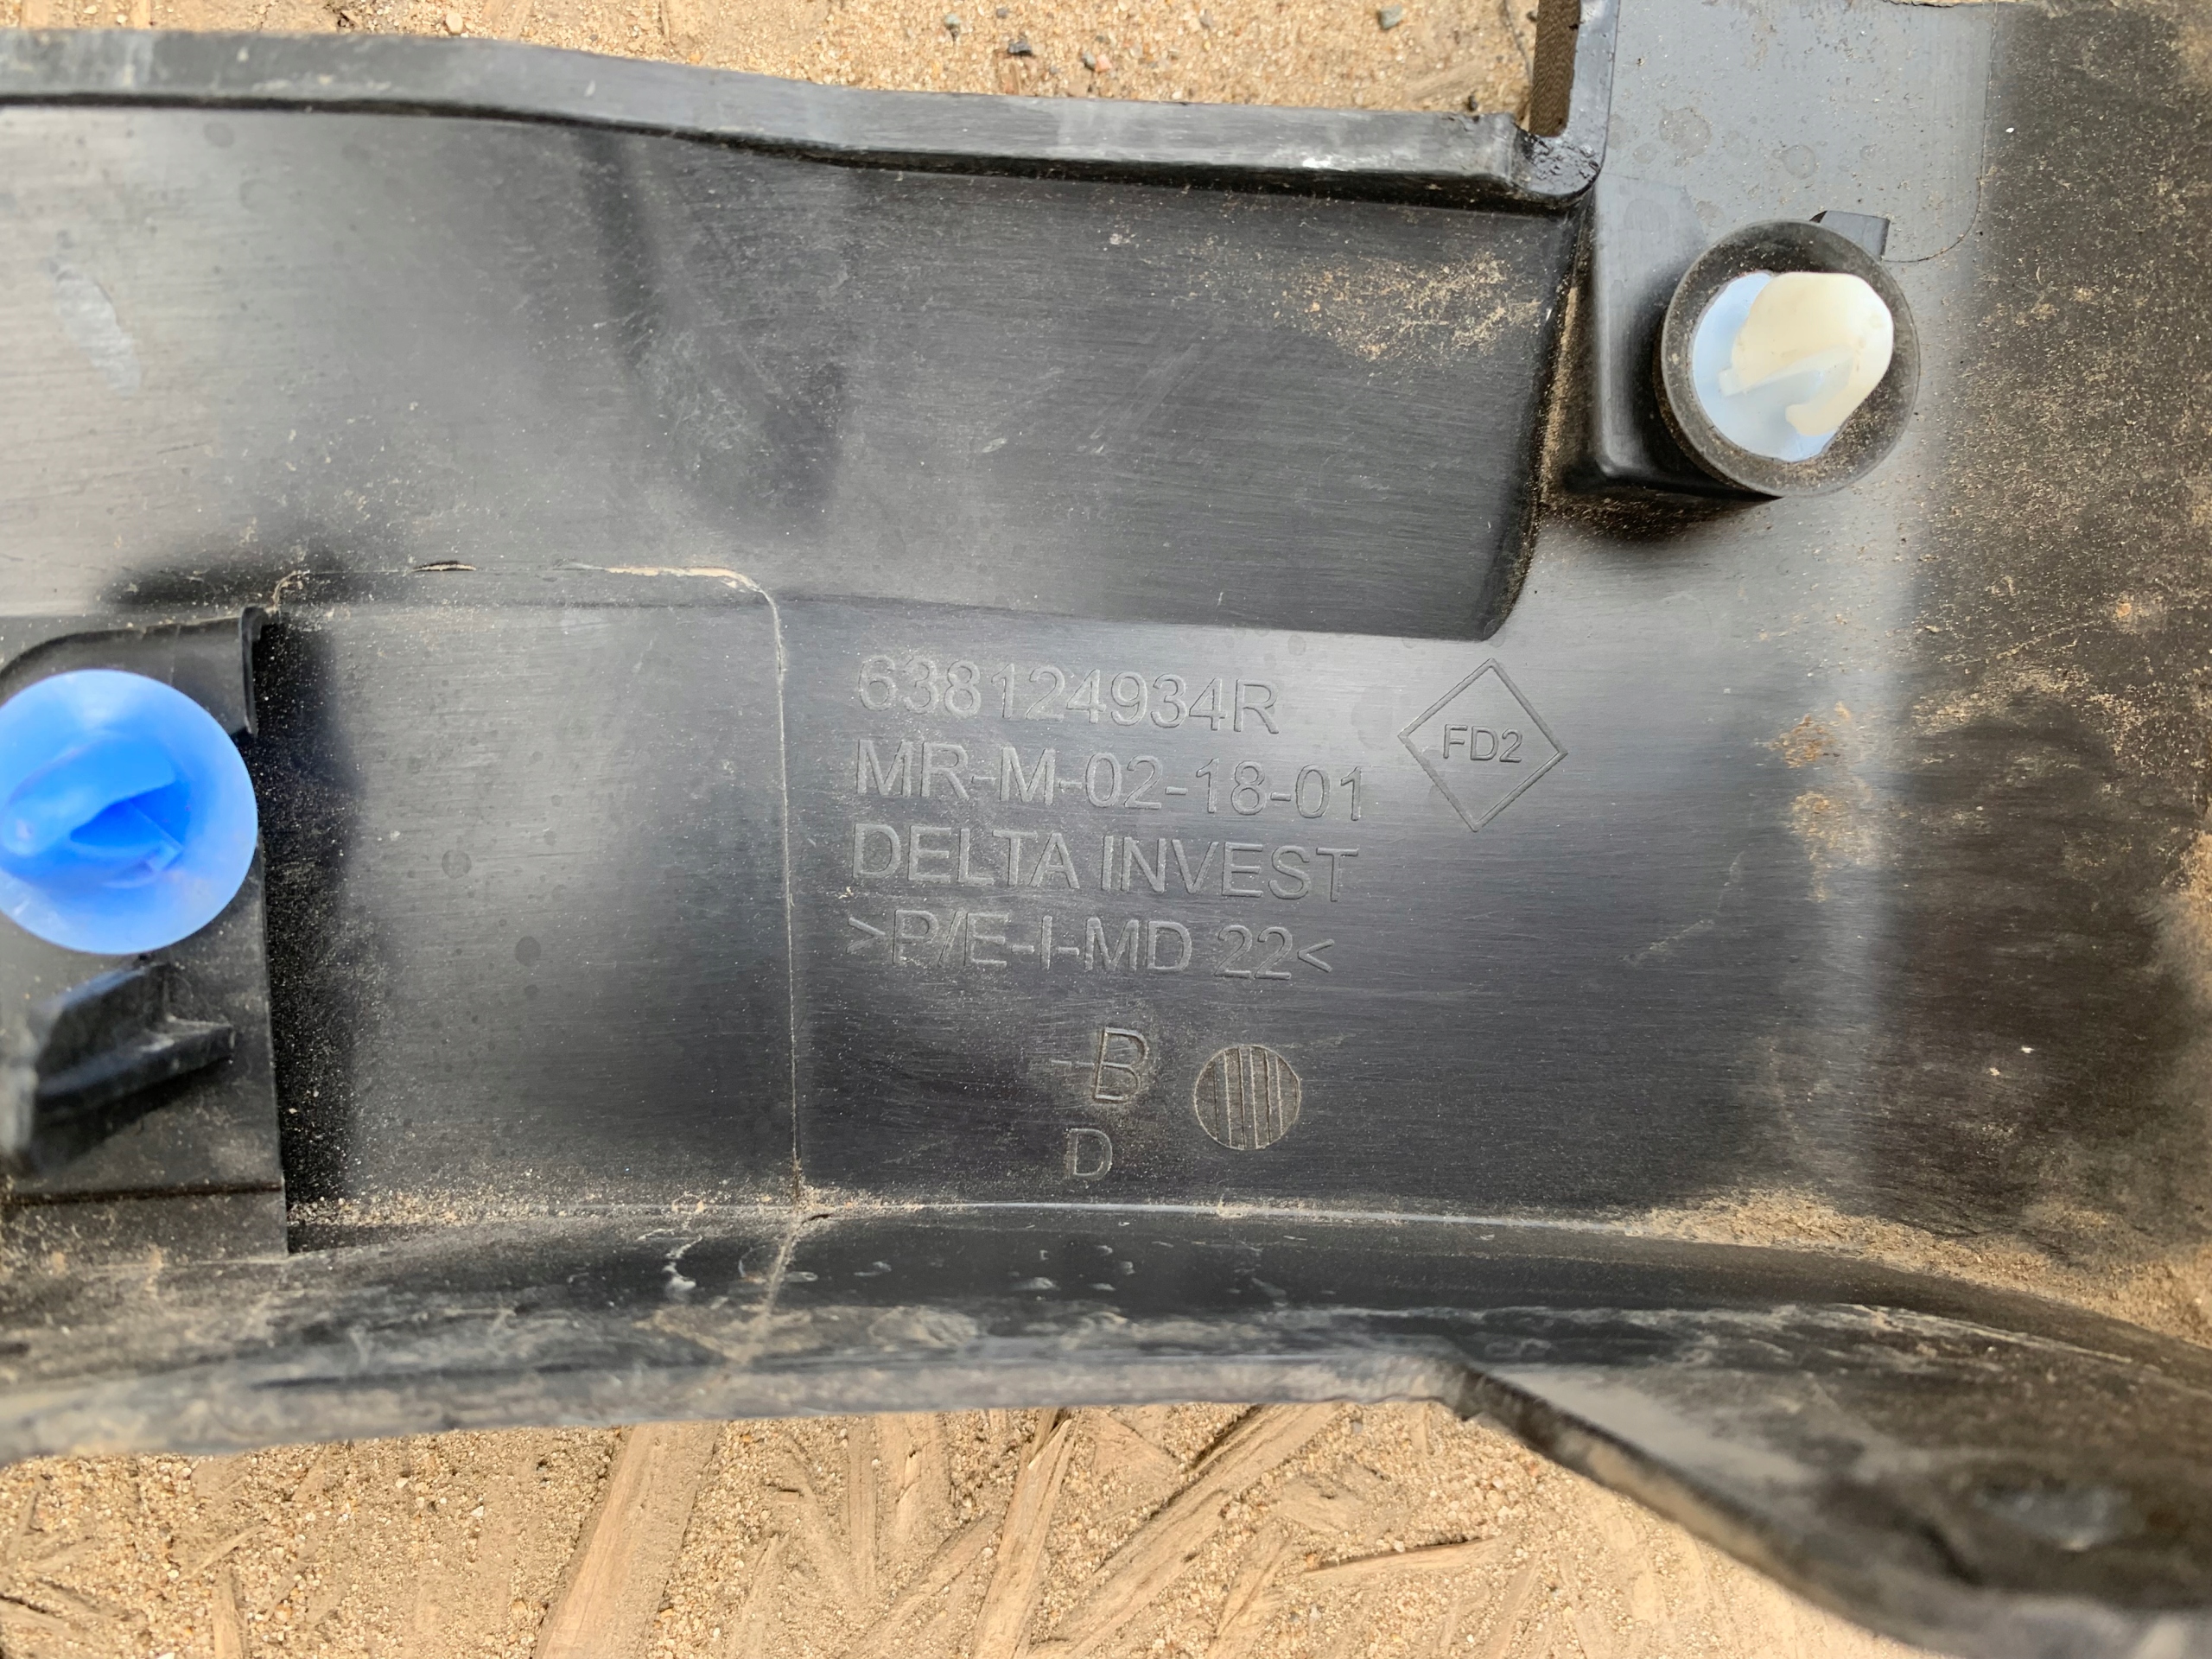 638124934R
MR-M-02-18-01
FD2
DELTA INVEST
>P/E-I-MD 22<
B
D